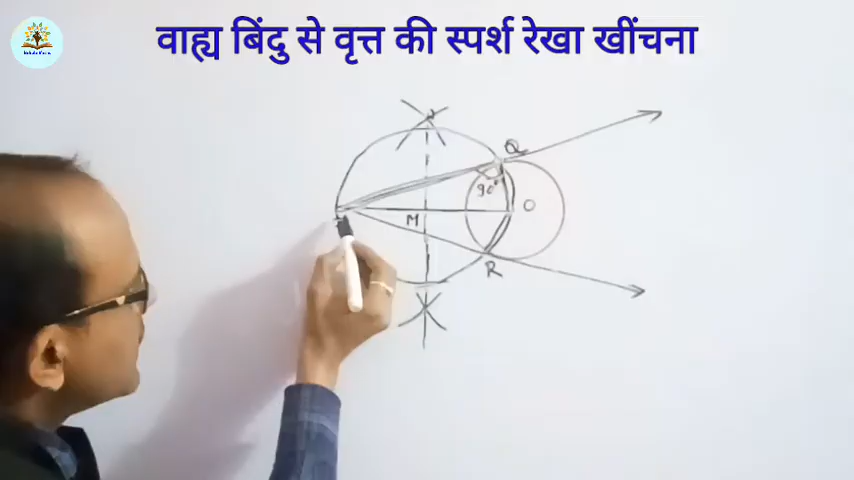 वाह्य बिंदु से वृत्त की स्पर्श रेखा खींचना
Q
90°
M
O
R